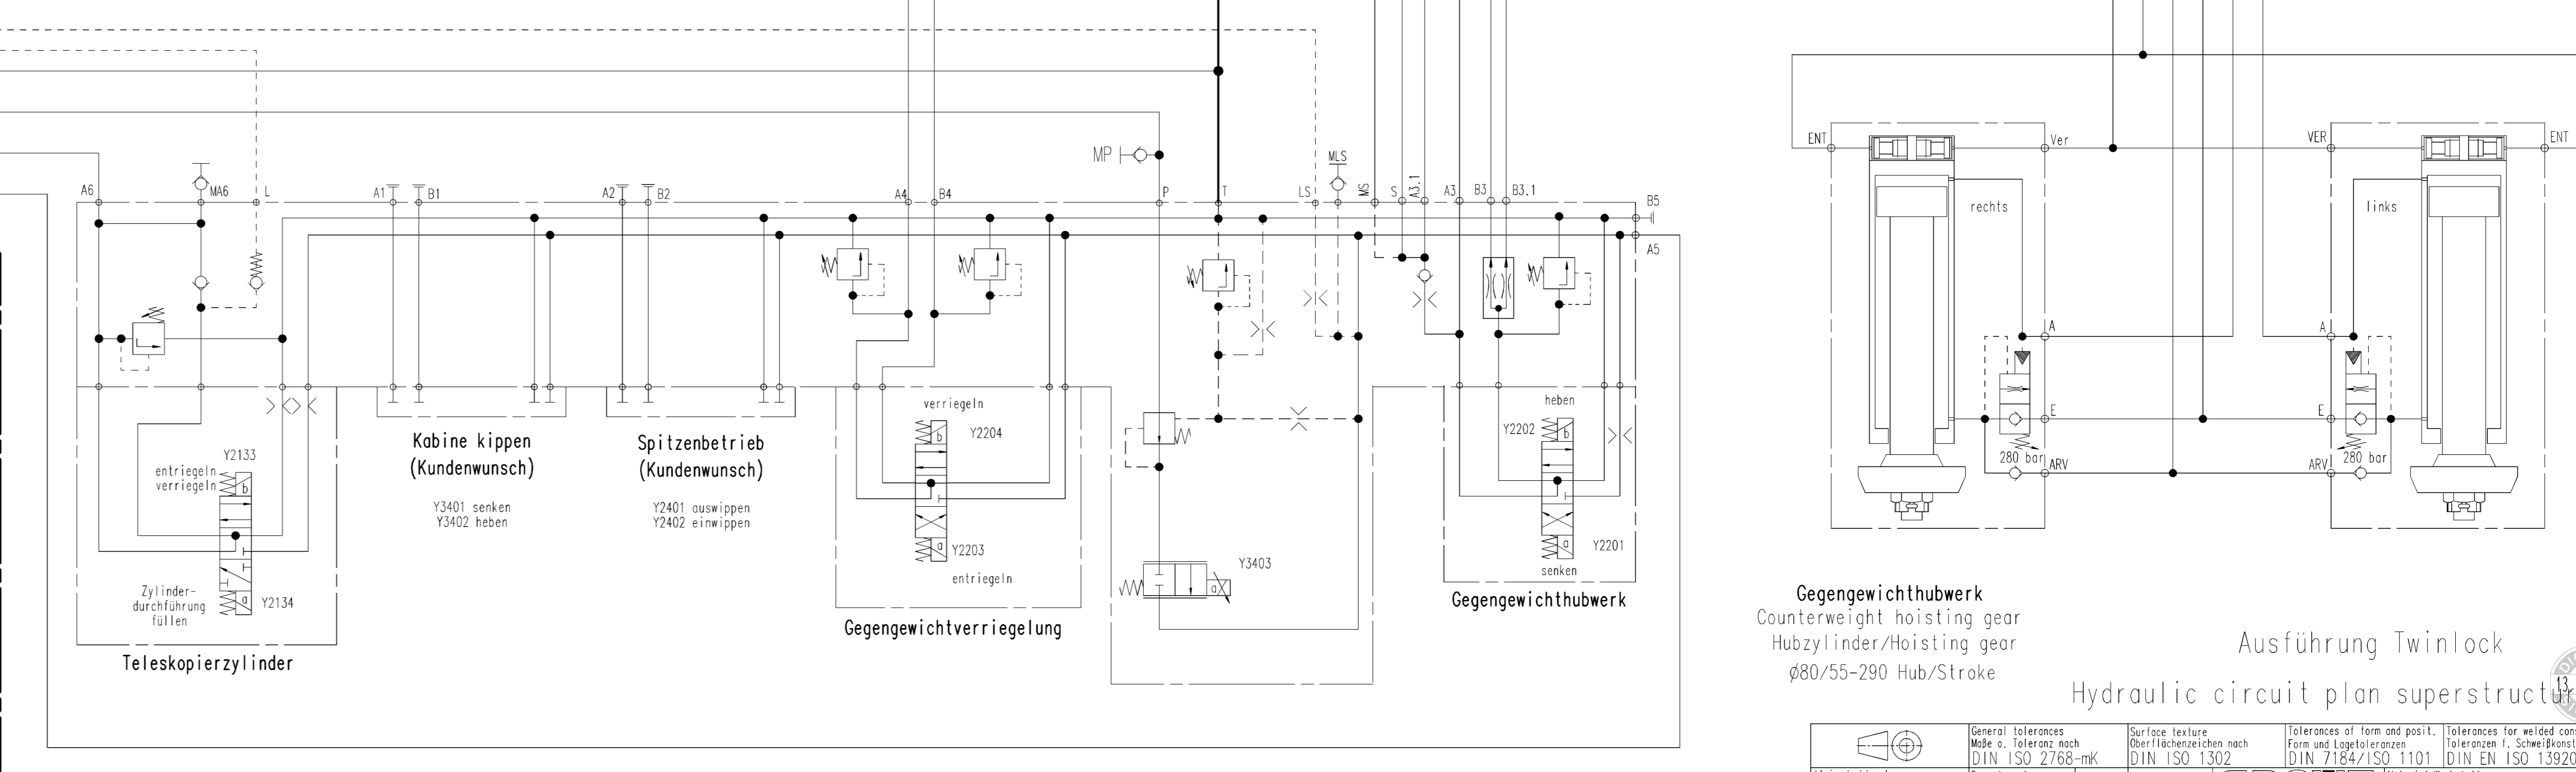 MP
MLS
A6
MA6
L
A1
B1
A2
B2
A4
B4
P
T
LS
MS
S
A3.1
A3
B3
B3.1
B5
A5
Y2133
entriegeln
verriegeln
b
a
Y2134
Zylinder-
durchführung
füllen
Teleskopierzylinder
Kabine kippen
(Kundenwunsch)
Y3401 senken
Y3402 heben
Spitzenbetrieb
(Kundenwunsch)
Y2401 auswippen
Y2402 einwippen
verriegeln
Y2204
b
a
Y2203
entriegeln
Gegengewichtverriegelung
Y3403
a
heben
Y2202
b
a
Y2201
senken
Gegengewichthubwerk
ENT
Ver
rechts
A
E
280 bar
ARV
VER
ENT
links
A
E
280 bar
ARV
Gegengewichthubwerk
Counterweight hoisting gear
Hubzylinder/Hoisting gear
Ø80/55-290 Hub/Stroke
Ausführung Twinlock
Hydraulic circuit plan superstructur
13
General tolerances
Maße o. Toleranz nach
DIN ISO 2768-mK
Surface texture
Oberflächenzeichen nach
DIN ISO 1302
Tolerances of form and posit.
Form und Lagetoleranzen
DIN 7184/ISO 1101
Tolerances for welded cons
Toleranzen f. Schweißkonst
DIN EN ISO 13920